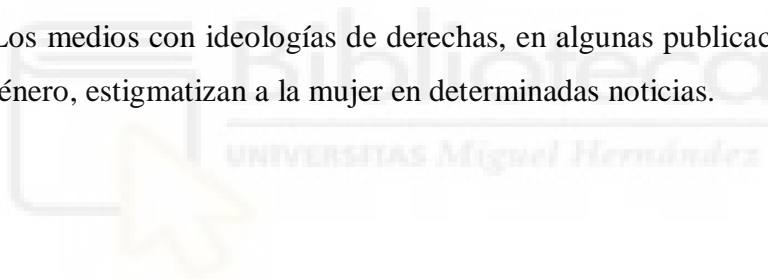 Los medios con ideologías de derechas, en algunas publicac
énero, estigmatizan a la mujer en determinadas noticias.
Biblioteca
UNIVERSITAS Miguel Hernández